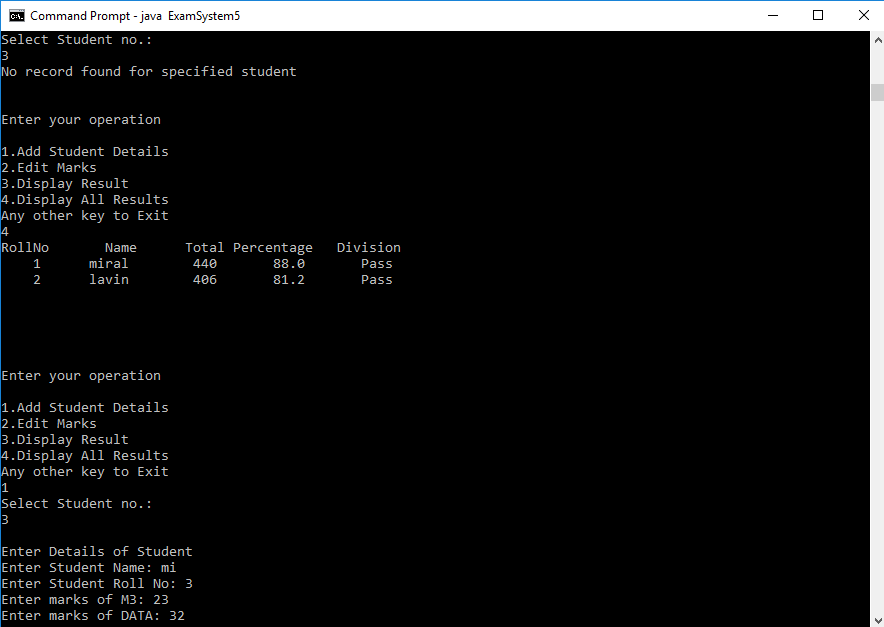 Command Prompt - java ExamSystem5
Select Student no.:
3
No record found for specified student
Enter your operation
1.Add Student Details
2.Edit Marks
3.Display Result
4.Display All Results
Any other key to Exit
4
RollNo Name Total Percentage Division
1 miral 440 88.0 Pass
2 lavin 406 81.2 Pass
Enter your operation
1.Add Student Details
2.Edit Marks
3.Display Result
4.Display All Results
Any other key to Exit
1
Select Student no.:
3
Enter Details of Student
Enter Student Name: mi
Enter Student Roll No: 3
Enter marks of M3: 23
Enter marks of DATA: 32